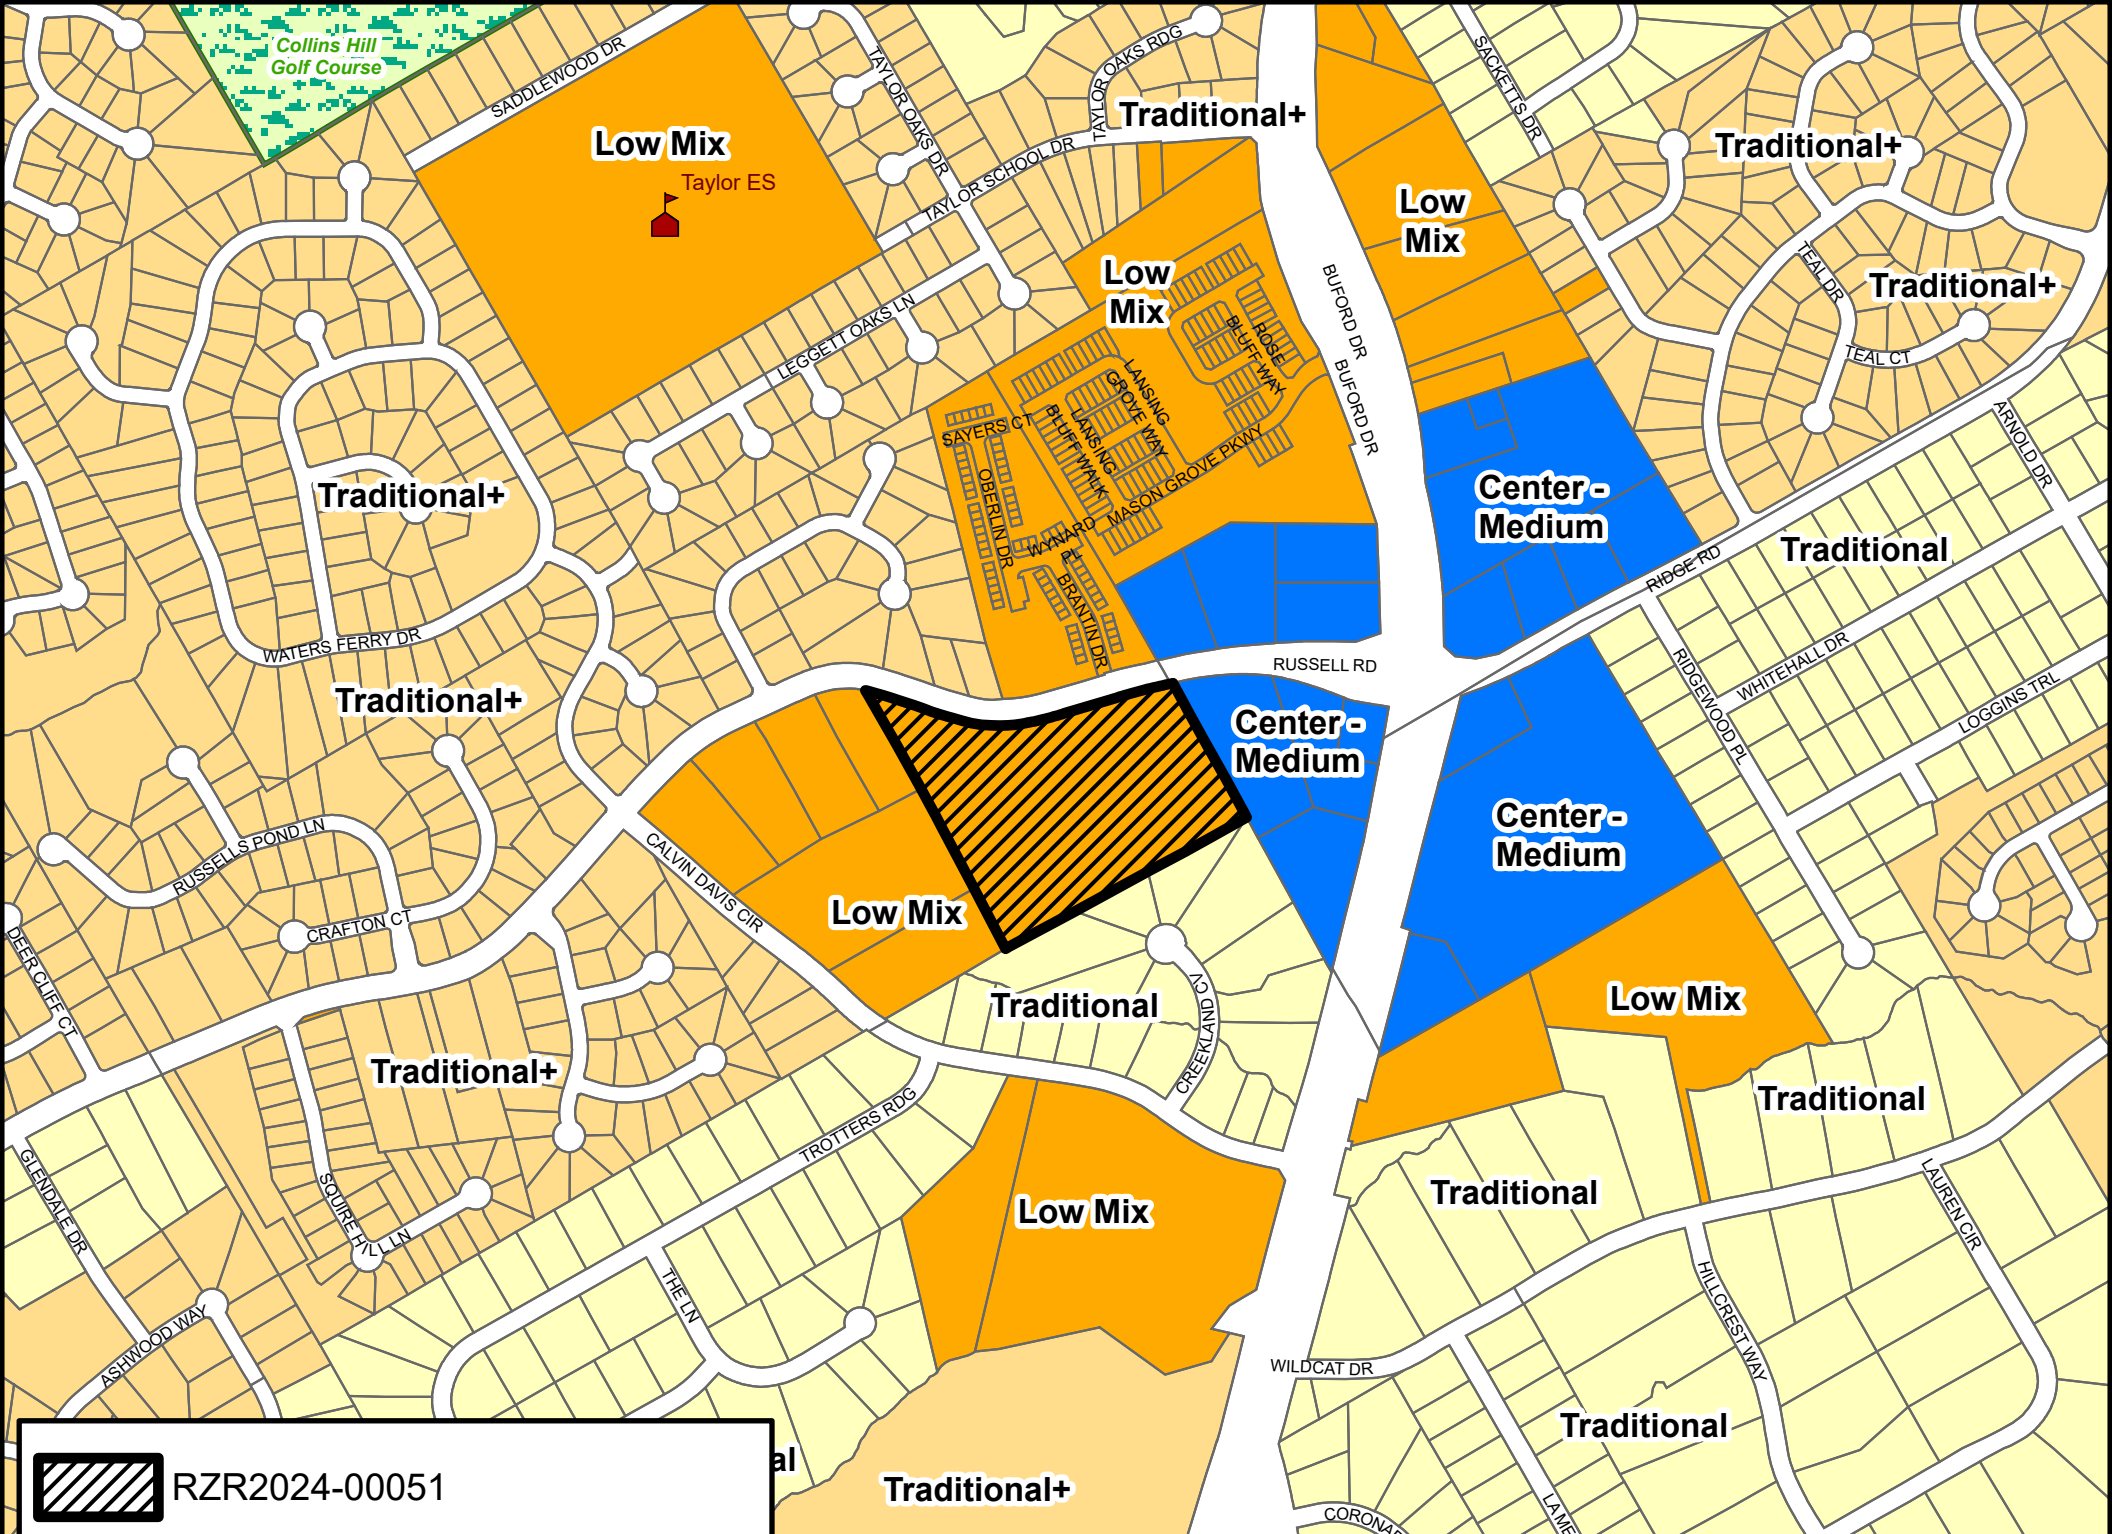 Collins Hill
Golf Course
SADDLEWOOD DR
TAYLOR OAKS DR
TAYLOR OAKS RDG
SACKETTS DR
Low Mix
Taylor ES
Traditional+
TAYLOR SCHOOL DR
Traditional+
Low
Mix
Low
Mix
TEAL DR
Traditional+
TEAL CT
BUFORD DR
BUFORD DR
LEGGETT OAKS LN
ROSE
BLUFF WAY
LANSING
GROVE WAY
LANSING
BLUFF WALK
SAYERS CT
OBERLIN DR
MASON GROVE PKWY
WYNARD
PL
BRANTIN DR
ARNOLD DR
Traditional+
Center -
Medium
Traditional
RIDGE RD
WATERS FERRY DR
RUSSELL RD
Traditional+
WHITEHALL DR
RIDGEWOOD PL
LOGGINS TRL
Center -
Medium
Center -
Medium
RUSSELLS POND LN
CALVIN DAVIS CIR
CRAFTON CT
DEER CLIFF CT
Low Mix
Traditional
CREEKLAND CV
Low Mix
Traditional+
Traditional
TROTTERS RDG
GLENDALE DR
SQUIRE HILL LN
Low Mix
Traditional
LAUREN CIR
THE LN
HILLCREST WAY
ASHWOOD WAY
WILDCAT DR
Traditional
al
Traditional+
RZR2024-00051